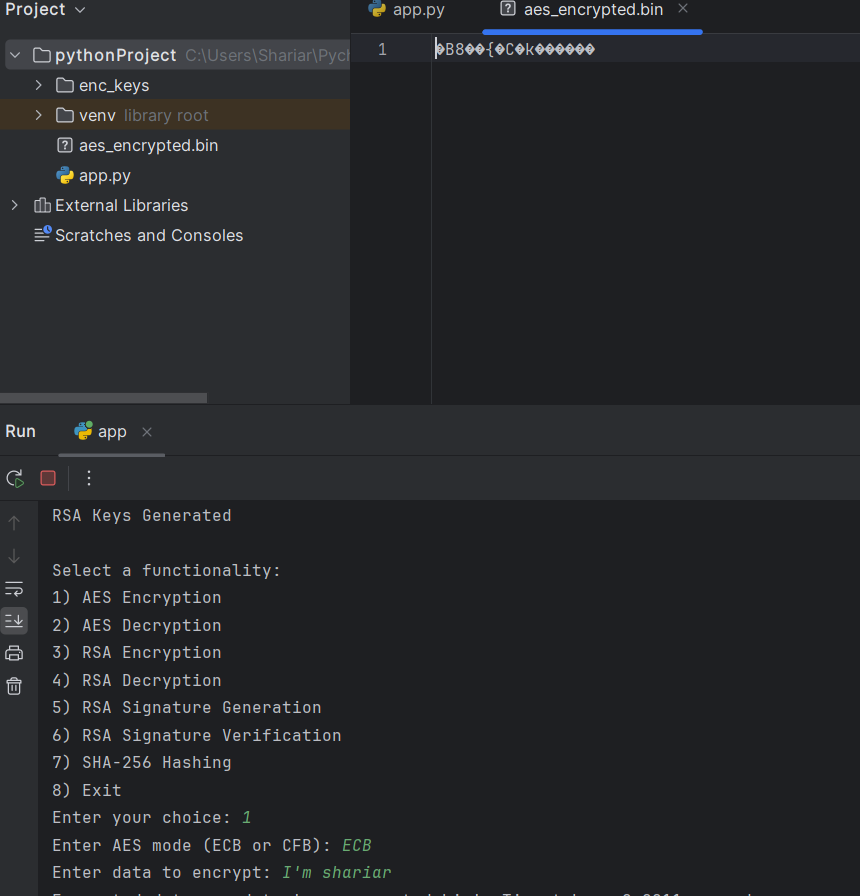 Project
app.py
aes_encrypted.bin
pythonProject C:\Users\Shariar\Pych
enc_keys
venv library root
aes_encrypted.bin
app.py
External Libraries
Scratches and Consoles
1 �B8��{�C�k������
Run app
RSA Keys Generated
Select a functionality:
1) AES Encryption
2) AES Decryption
3) RSA Encryption
4) RSA Decryption
5) RSA Signature Generation
6) RSA Signature Verification
7) SHA-256 Hashing
8) Exit
Enter your choice: 1
Enter AES mode (ECB or CFB): ECB
Enter data to encrypt: I'm shariar